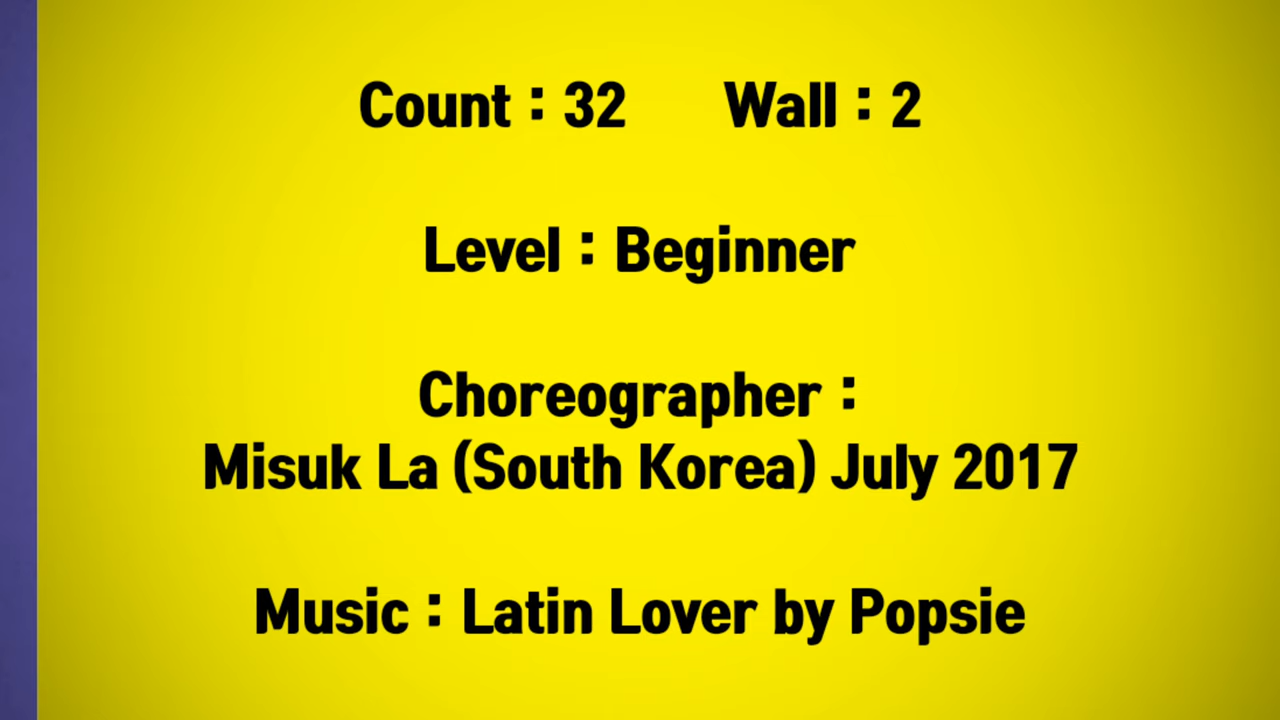 Count : 32 Wall : 2
Level : Beginner
Choreographer :
Misuk La (South Korea) July 2017
Music : Latin Lover by Popsie